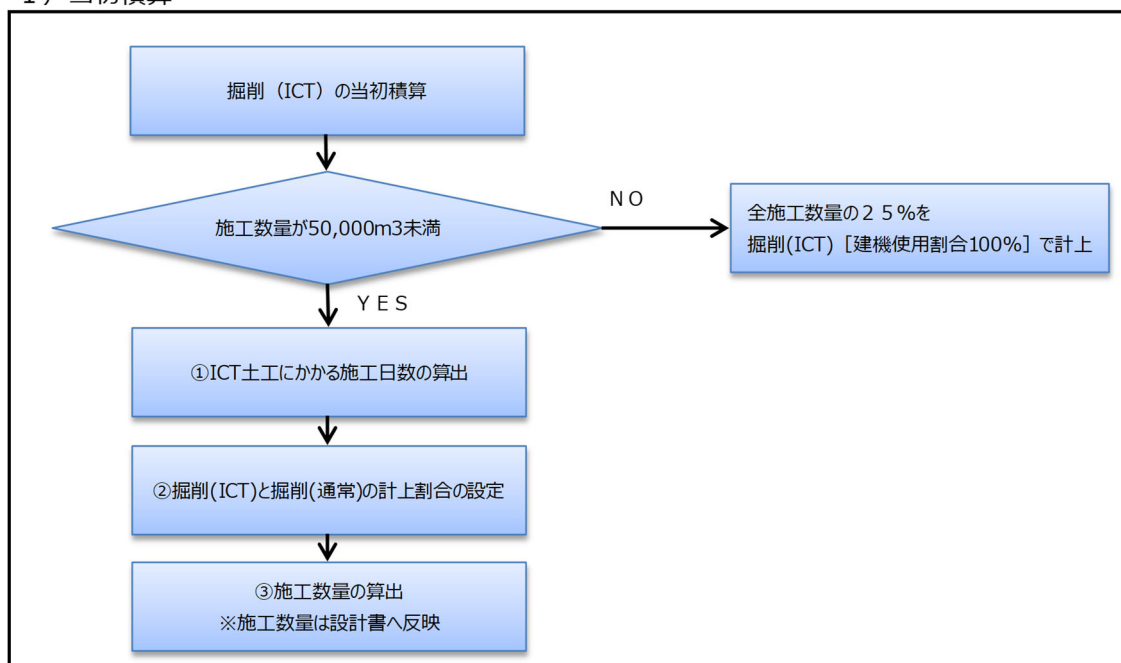 1）当初積算
掘削（ICT）の当初積算
施工数量が50,000m3未満
ＮＯ
全施工数量の２５％を
掘削(ICT)［建機使用割合100％］で計上
ＹＥＳ
①ICT土工にかかる施工日数の算出
②掘削(ICT)と掘削(通常)の計上割合の設定
③施工数量の算出
※施工数量は設計書へ反映